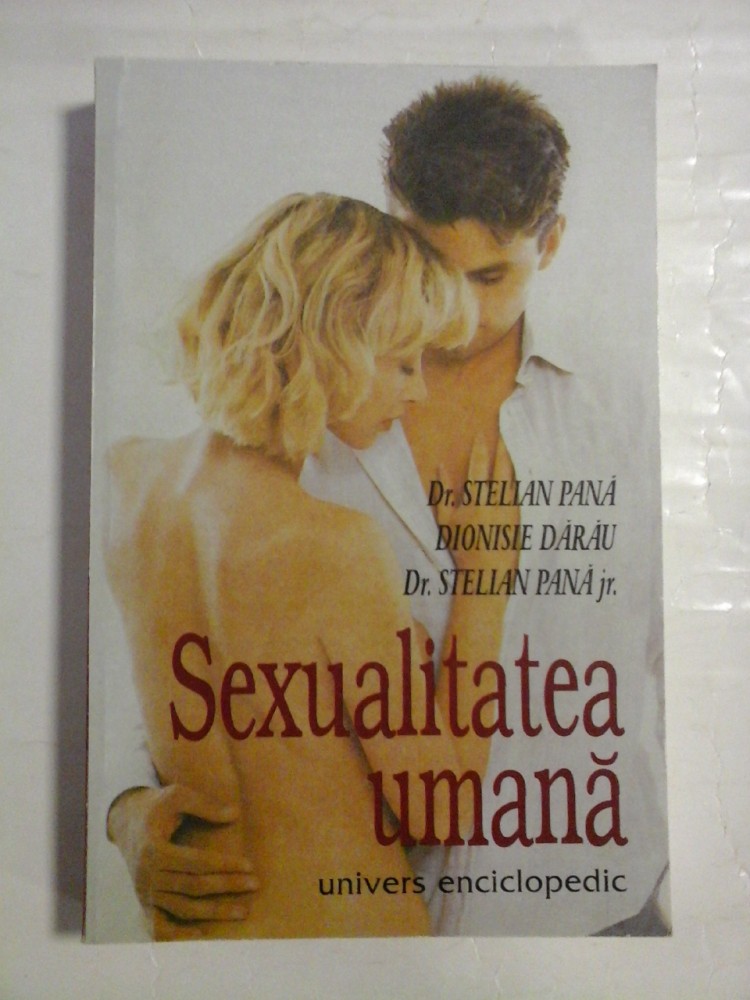 Dr. STELIAN PANĂ
DIONISIE DĂRĂU
Dr. STELIAN PANĂ jr.
Sexualitatea
umană
univers enciclopedic